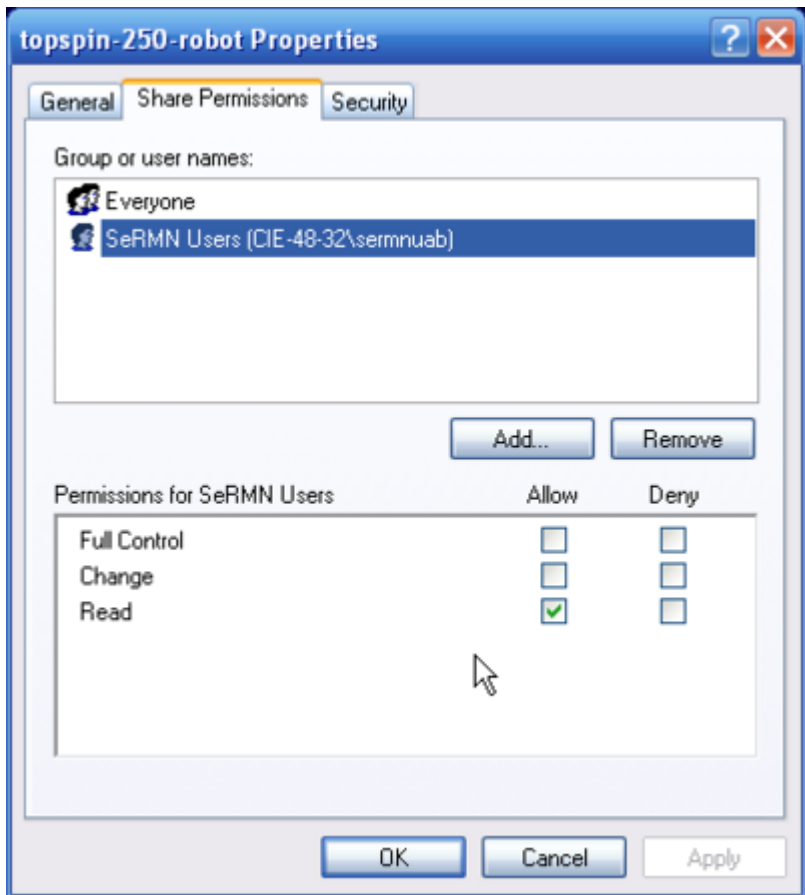 topspin-250-robot Properties
General Share Permissions Security
Group or user names:
Everyone
SeRMN Users (CIE-48-32\sermnuab)
Add... Remove
Permissions for SeRMN Users Allow Deny
Full Control
Change
Read
OK Cancel Apply